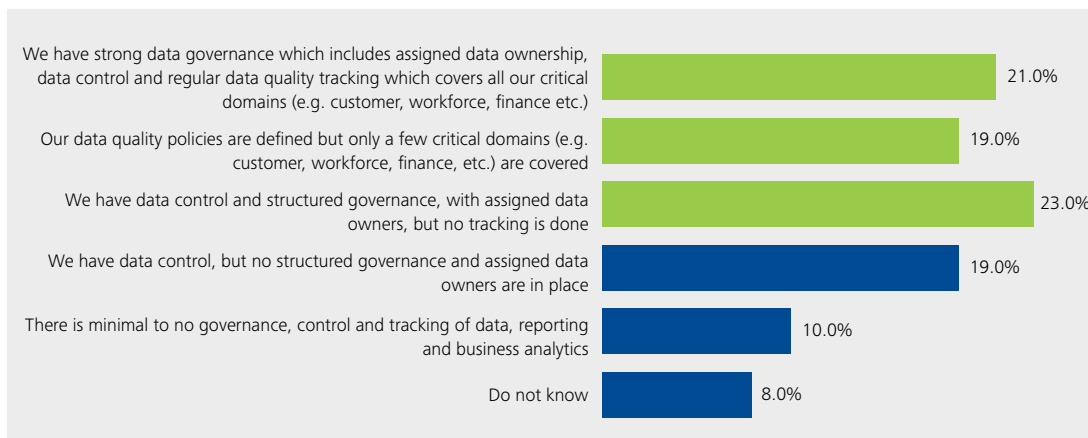 We have strong data governance which includes assigned data ownership,
data control and regular data quality tracking which covers all our critical
domains (e.g. customer, workforce, finance etc.)
21.0%
Our data quality policies are defined but only a few critical domains (e.g.
customer, workforce, finance, etc.) are covered
19.0%
We have data control and structured governance, with assigned data
owners, but no tracking is done
23.0%
We have data control, but no structured governance and assigned data
owners are in place
19.0%
There is minimal to no governance, control and tracking of data, reporting
and business analytics
10.0%
Do not know
8.0%